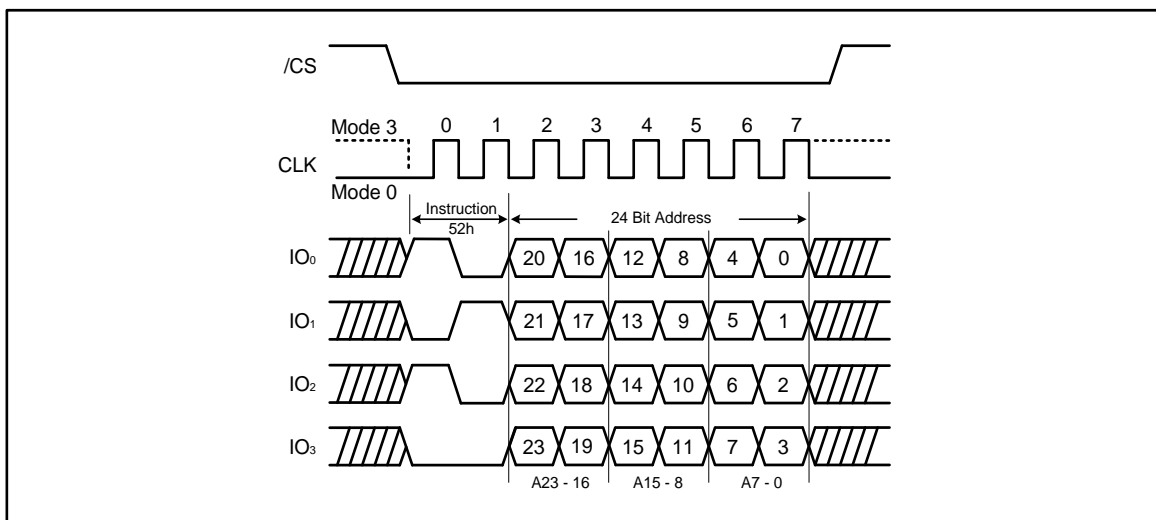 /CS
Mode 3 0 1 2 3 4 5 6 7
CLK
Mode 0
Instruction 24 Bit Address
52h
IO₀ 20 16 12 8 4 0
IO₁ 21 17 13 9 5 1
IO₂ 22 18 14 10 6 2
IO₃ 23 19 15 11 7 3
A23 - 16 A15 - 8 A7 - 0